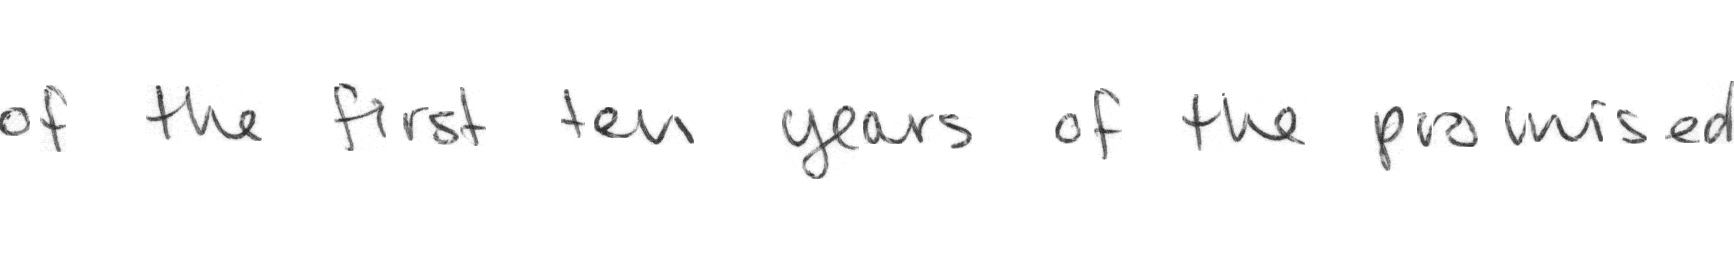 of the first ten years of the promised